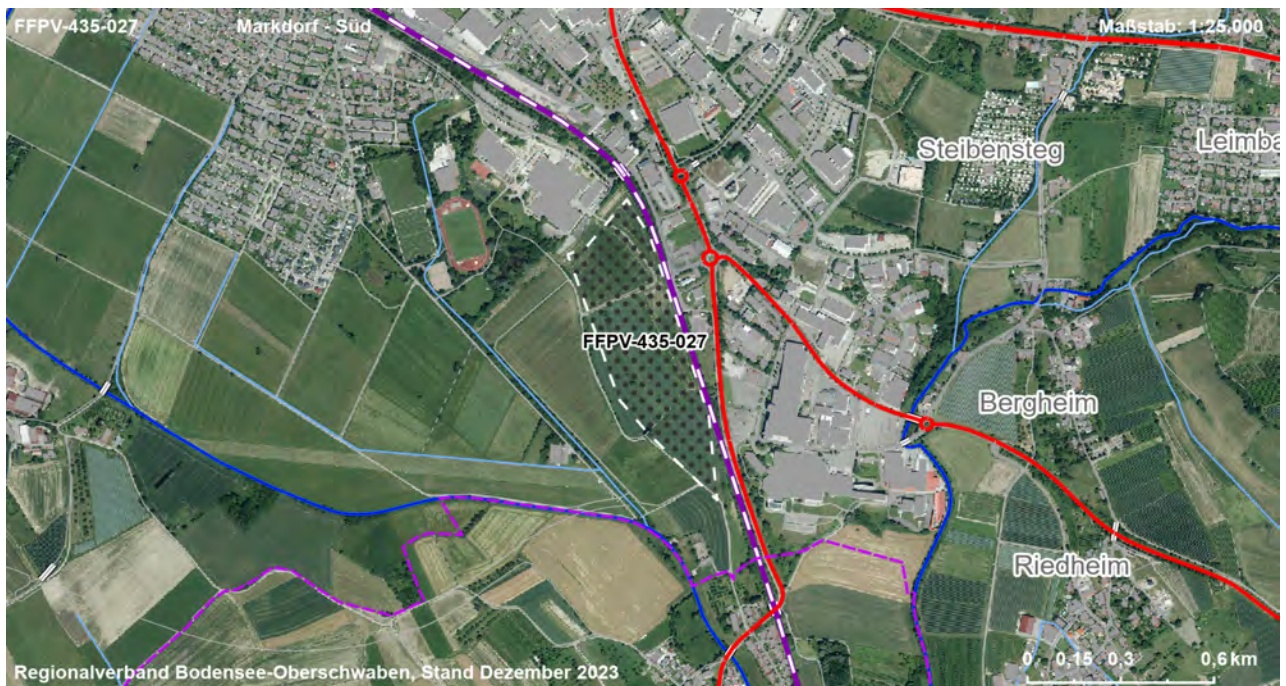 FFPV-435-027 Markdorf - Süd Maßstab: 1:25.000
Steibensteg
Leimba
FFPV-435-027
Bergheim
Riedheim
0 0,15 0,3 0,6 km
Regionalverband Bodensee-Oberschwaben, Stand Dezember 2023